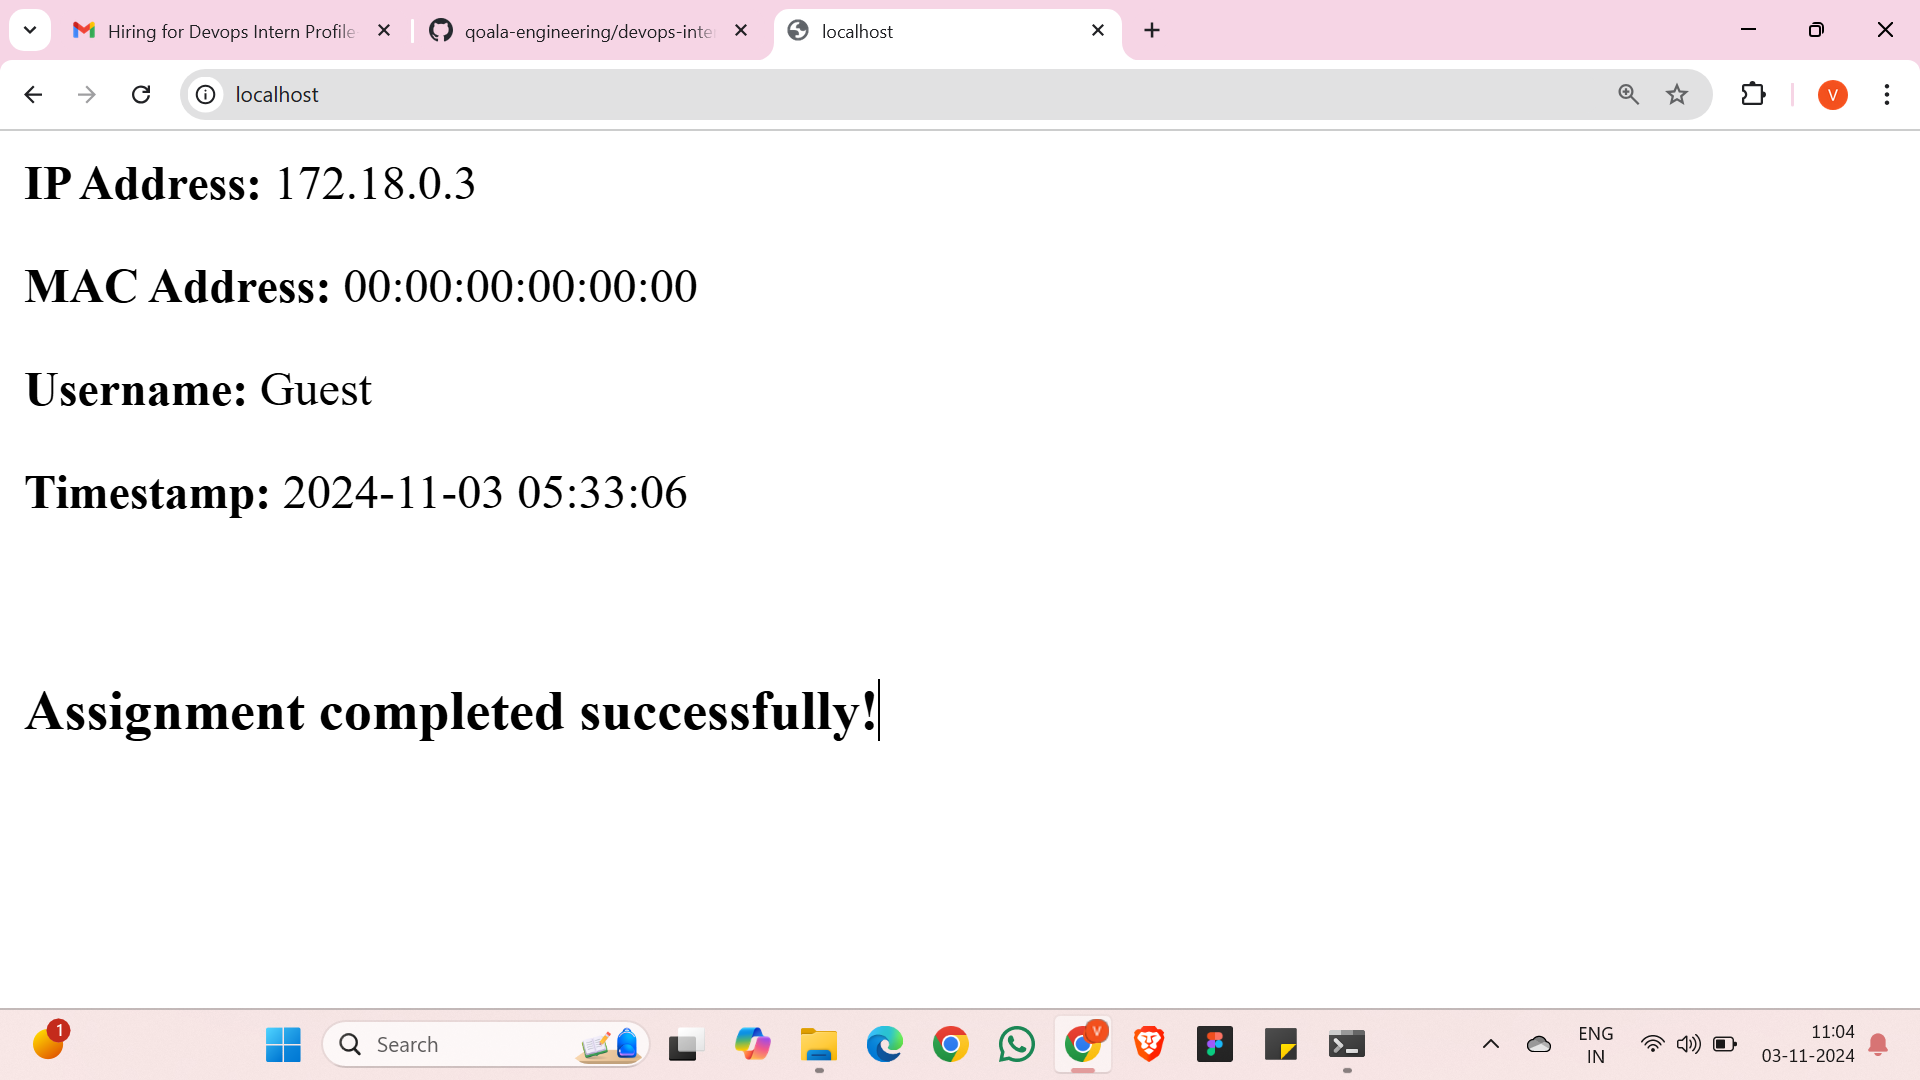 Hiring for Devops Intern Profile
qoala-engineering/devops-inte
localhost
localhost
V
IP Address: 172.18.0.3
MAC Address: 00:00:00:00:00:00
Username: Guest
Timestamp: 2024-11-03 05:33:06
Assignment completed successfully!
1
Search
V
ENG
IN
11:04
03-11-2024